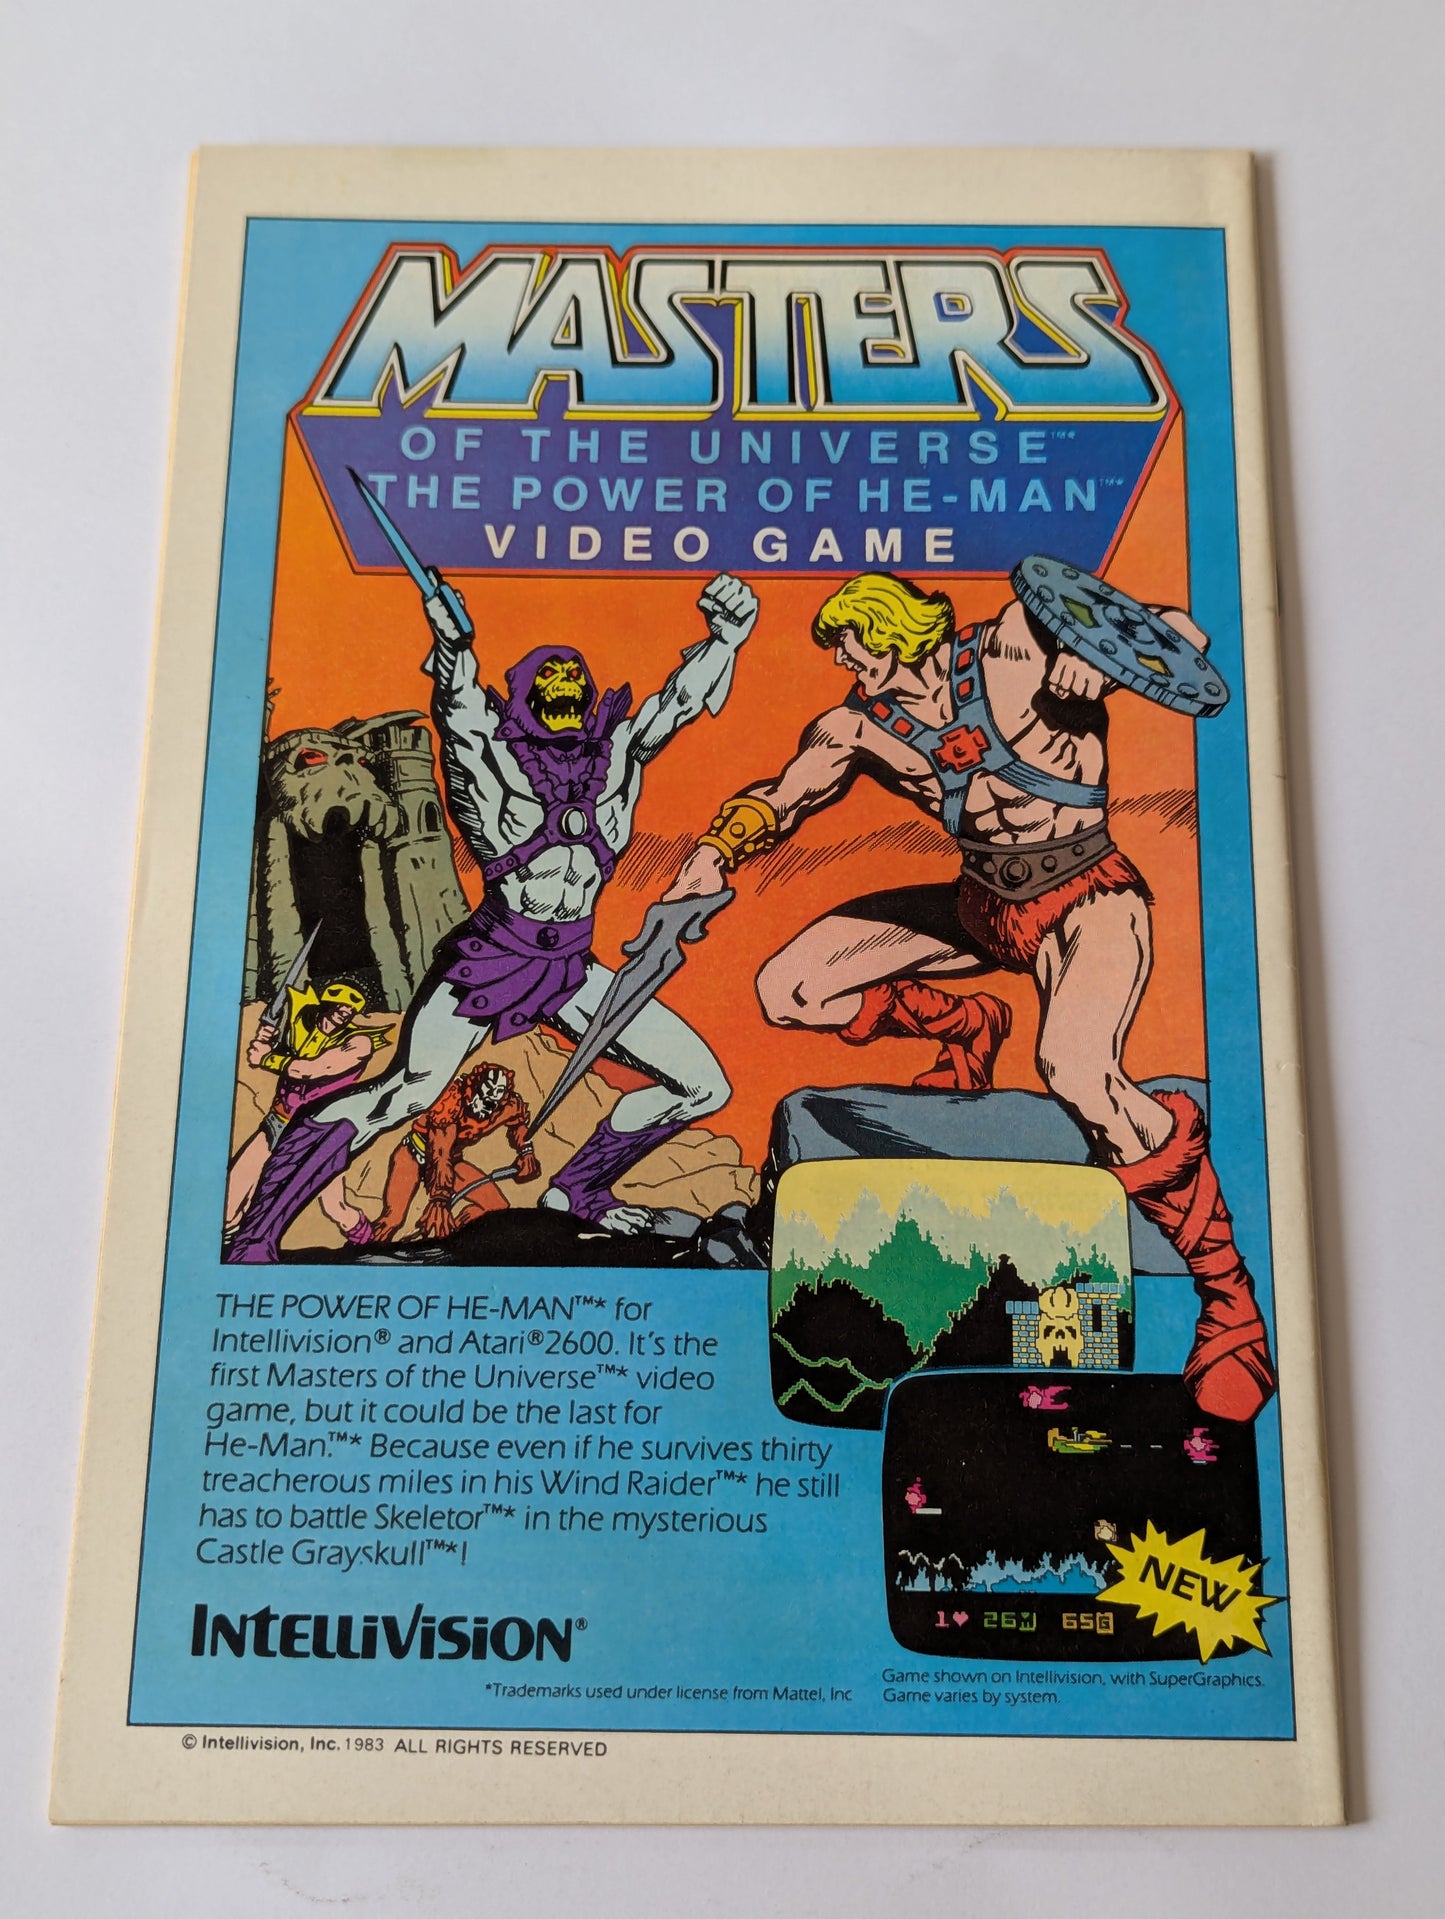 MASTERS
OF THE UNIVERSE™*
THE POWER OF HE-MAN™*
VIDEO GAME
THE POWER OF HE-MAN™* for
Intellivision® and Atari®2600. It's the
first Masters of the Universe™* video
game, but it could be the last for
He-Man.™* Because even if he survives thirty
treacherous miles in his Wind Raider™* he still
has to battle Skeletor™* in the mysterious
Castle Grayskull™*!
1♥ 26M 65G
NEW
INTELLIVISION®
Game shown on Intellivision, with SuperGraphics.
Game varies by system.
*Trademarks used under license from Mattel, Inc
© Intellivision, Inc. 1983 ALL RIGHTS RESERVED